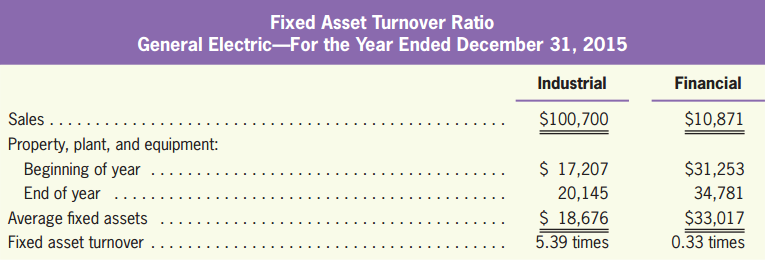 Fixed Asset Turnover Ratio
General Electric—For the Year Ended December 31, 2015
Industrial Financial
Sales . . . . . . . . . . . . . . . . . . . . . . . . . . . . . . . . . . . . . . . . . . . . . . . . . $100,700 $10,871
Property, plant, and equipment:
Beginning of year . . . . . . . . . . . . . . . . . . . . . . . . . . . . . . . . . . . . . . $ 17,207 $31,253
End of year . . . . . . . . . . . . . . . . . . . . . . . . . . . . . . . . . . . . . . . . . . 20,145 34,781
Average fixed assets . . . . . . . . . . . . . . . . . . . . . . . . . . . . . . . . . . . . . $ 18,676 $33,017
Fixed asset turnover . . . . . . . . . . . . . . . . . . . . . . . . . . . . . . . . . . . . . . 5.39 times 0.33 times